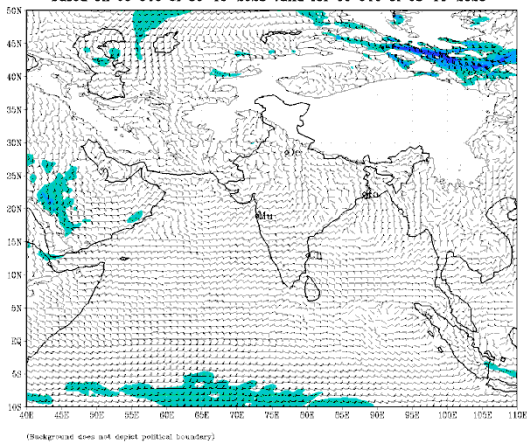 50N
45N
40N
35N
30N
25N
20N
15N
10N
5N
EQ
5S
10S
40E 45E 50E 55E 60E 65E 70E 75E 80E 85E 90E 95E 100E 105E 110E
(Background does not depict political boundary)